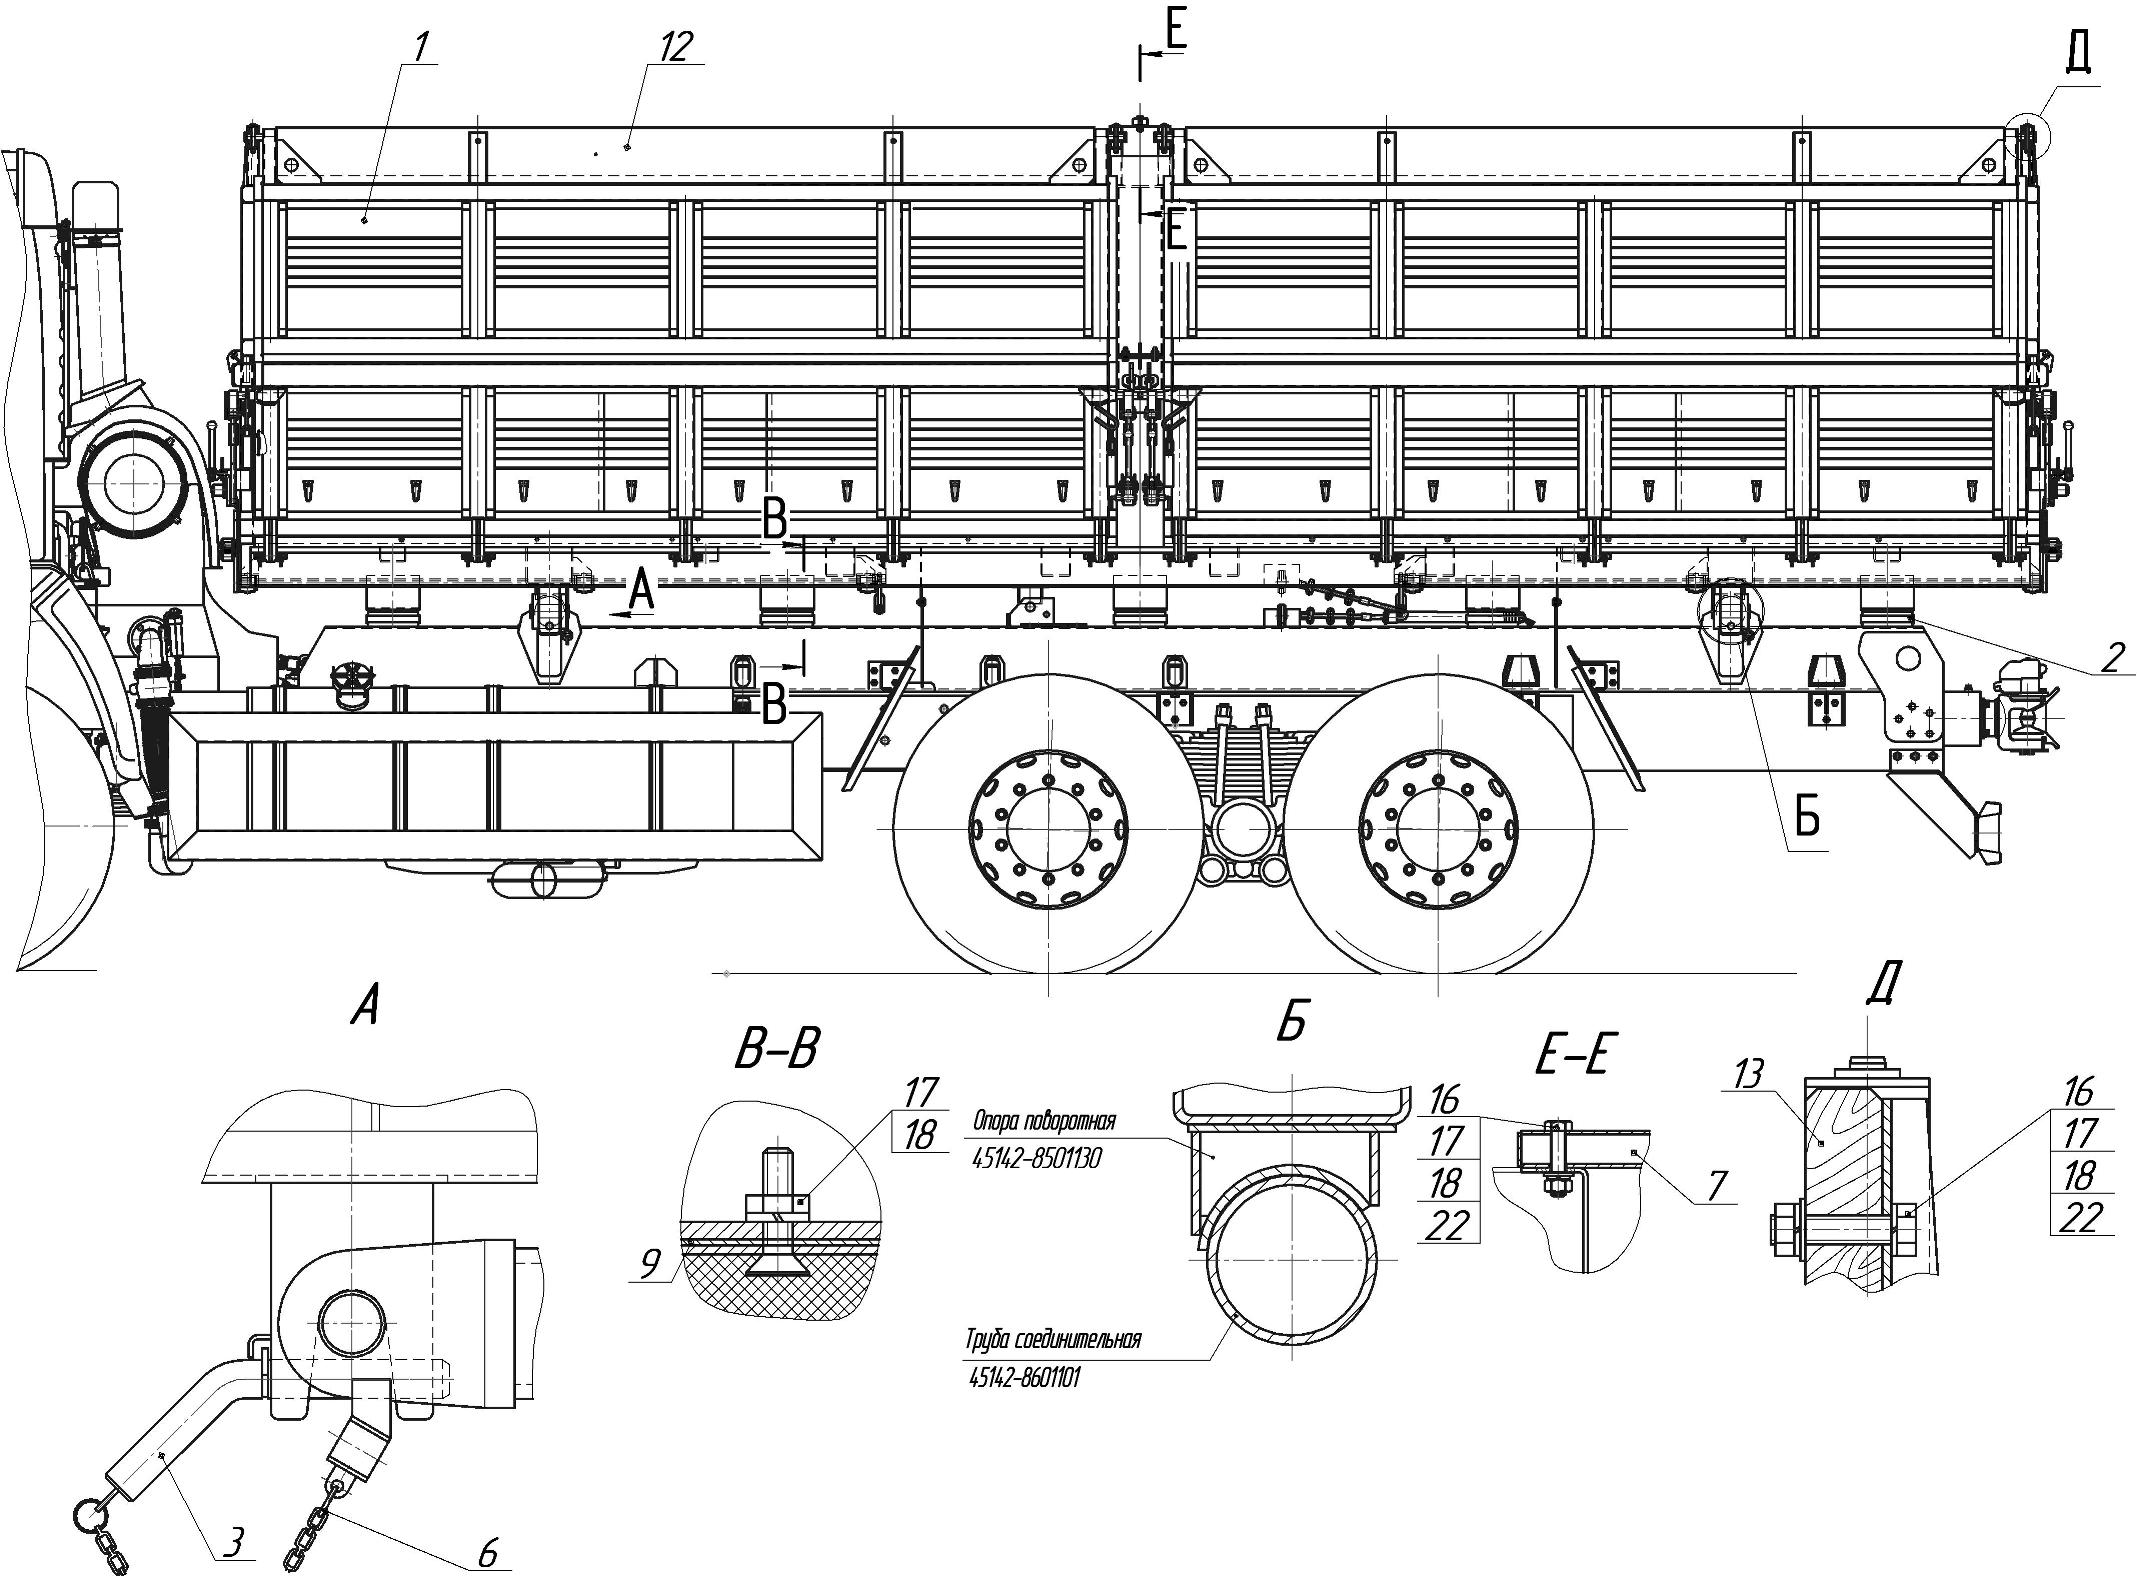 1
12
Е
Д
Е
В
А
2
В
Б
А
В–В
Б
Е–Е
Д
17
18
9
Опора поворотная
45142-8501130
Труба соединительная
45142-8601101
16
17
18
22
7
13
16
17
18
22
3
6